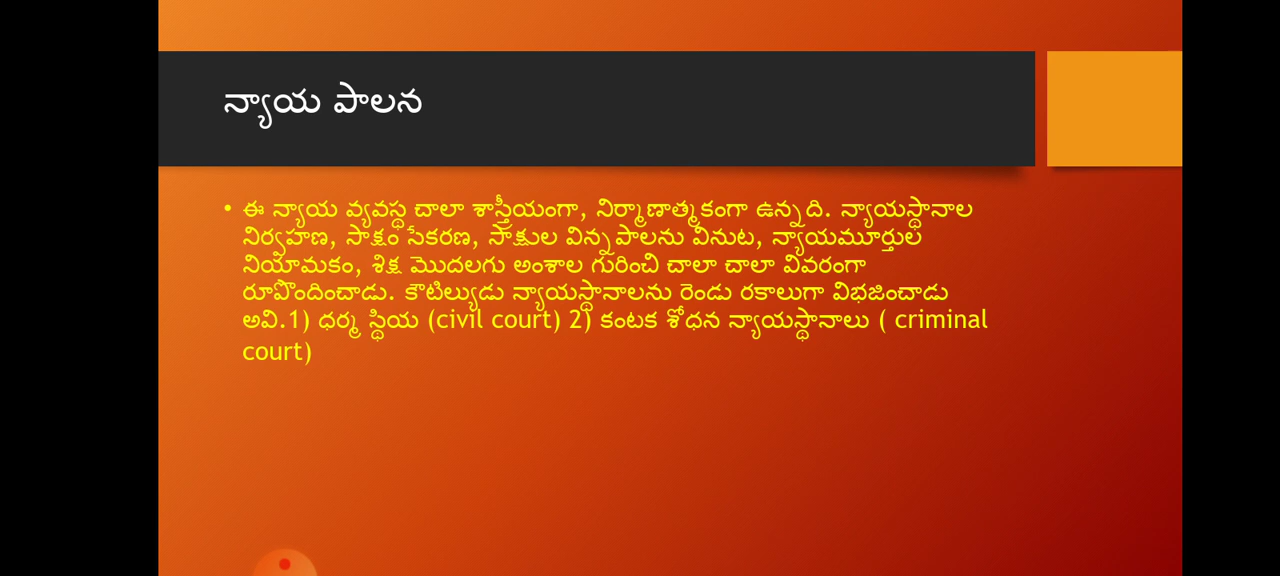 న్యాయ పాలన
• ఈ న్యాయ వ్యవస్థ చాలా శాస్త్రీయంగా, నిర్మాణాత్మకంగా ఉన్నది. న్యాయస్థానాల
నిర్వహణ, సాక్షం సేకరణ, సాక్షుల విన్నపాలను వినుట, న్యాయమూర్తుల
నియామకం, శిక్ష మొదలగు అంశాల గురించి చాలా చాలా వివరంగా
రూపొందించాడు. కౌటిల్యుడు న్యాయస్థానాలను రెండు రకాలుగా విభజించాడు
అవి.1) ధర్మ స్థియ (civil court) 2) కంటక శోధన న్యాయస్థానాలు ( criminal
court)